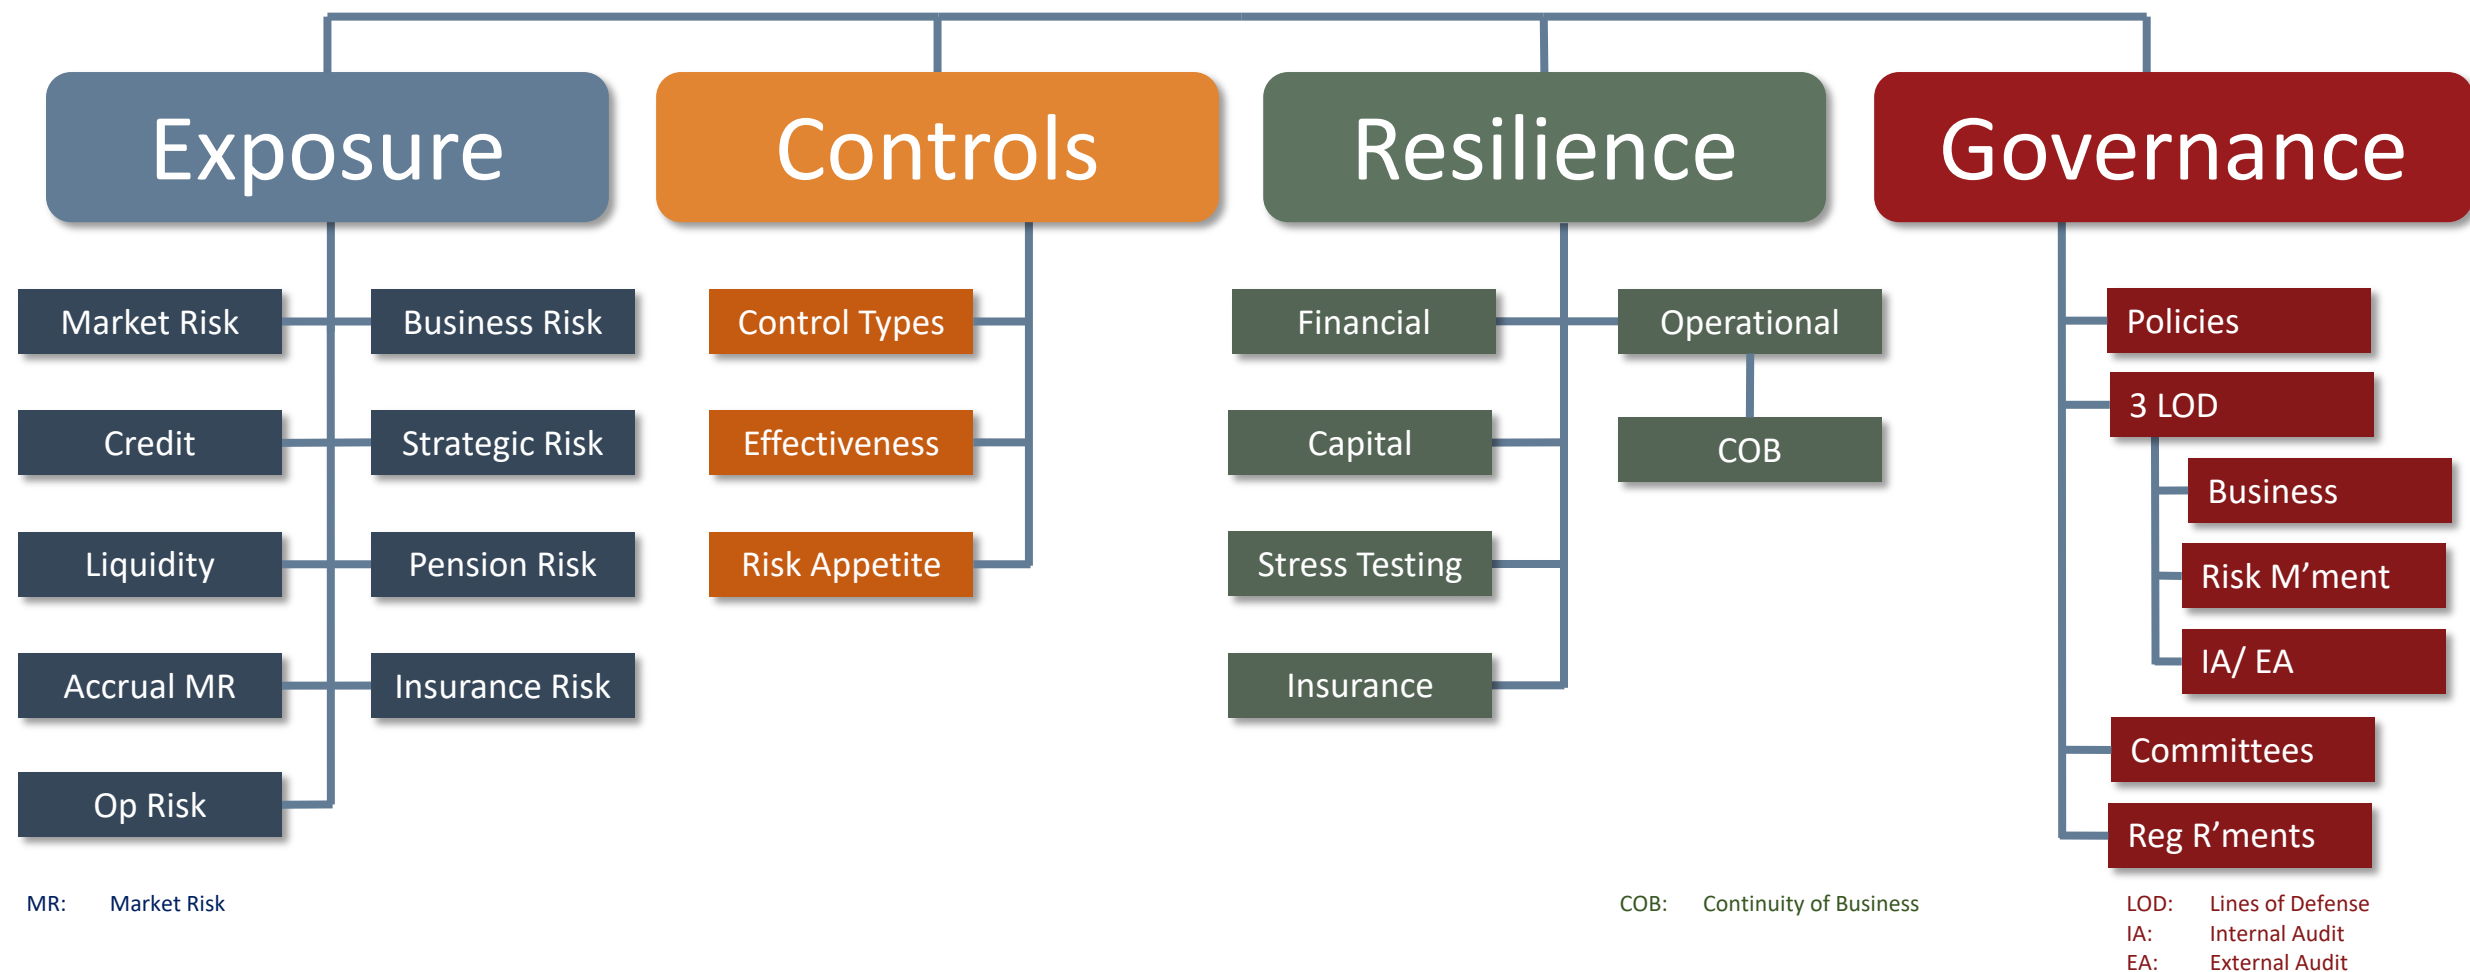 Exposure
Controls
Resilience
Governance
Market Risk
Business Risk
Credit
Strategic Risk
Liquidity
Pension Risk
Accrual MR
Insurance Risk
Op Risk
Control Types
Effectiveness
Risk Appetite
Financial
Operational
Capital
COB
Stress Testing
Insurance
Policies
3 LOD
Business
Risk M’ment
IA/ EA
Committees
Reg R’ments
MR: Market Risk
COB: Continuity of Business
LOD: Lines of Defense
IA: Internal Audit
EA: External Audit